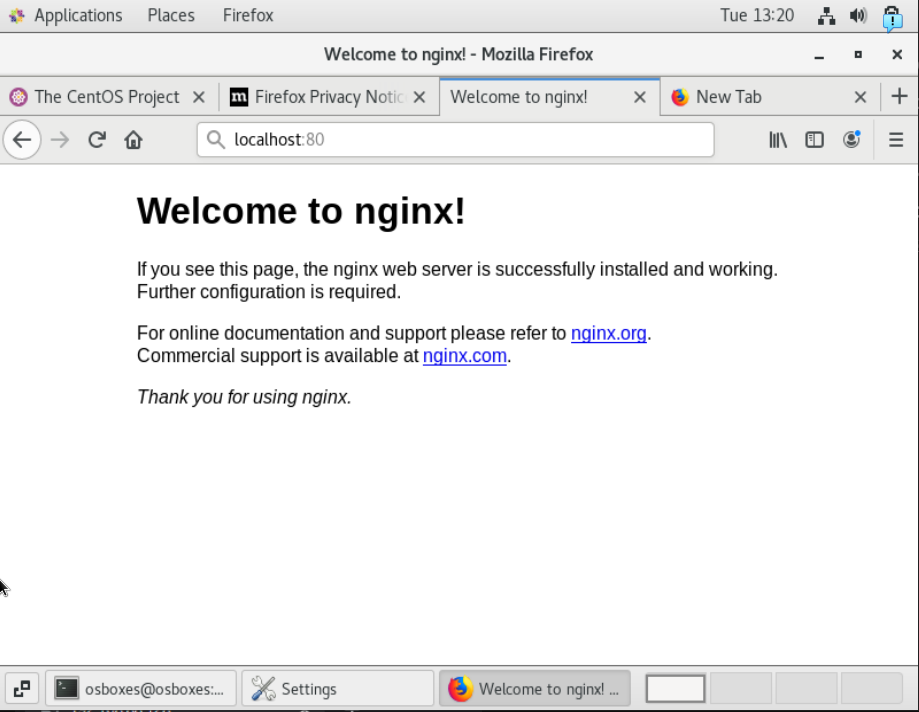 Applications Places Firefox Tue 13:20
Welcome to nginx! - Mozilla Firefox
The CentOS Project Firefox Privacy Notic Welcome to nginx! New Tab
localhost:80
Welcome to nginx!
If you see this page, the nginx web server is successfully installed and working.
Further configuration is required.
For online documentation and support please refer to nginx.org.
Commercial support is available at nginx.com.
Thank you for using nginx.
osboxes@osboxes:... Settings Welcome to nginx! ...